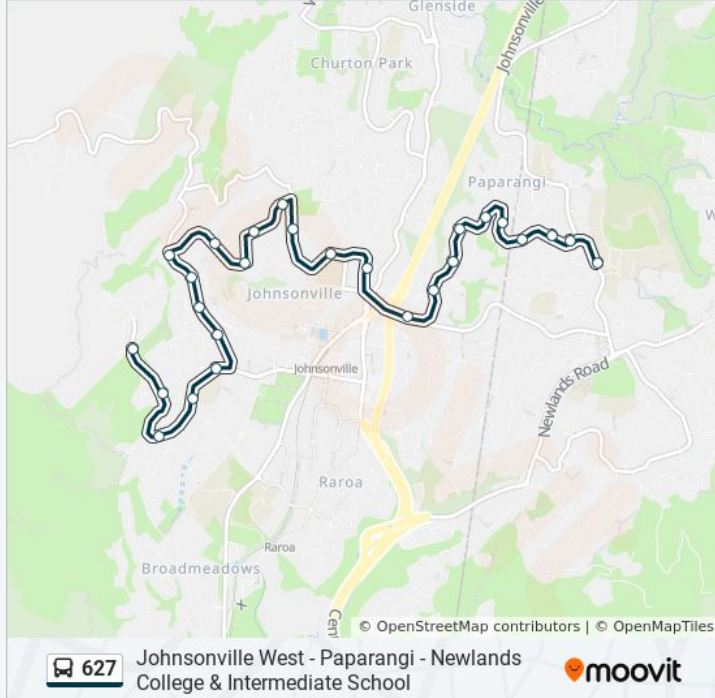 Glenside
Johnsonville
Churton Park
Paparangi
Johnsonville
Johnsonville
Newlands Road
Raroa
Raroa
Broadmeadows
© OpenStreetMap contributors | © OpenMapTiles
627
Johnsonville West - Paparangi - Newlands
College & Intermediate School
moovit